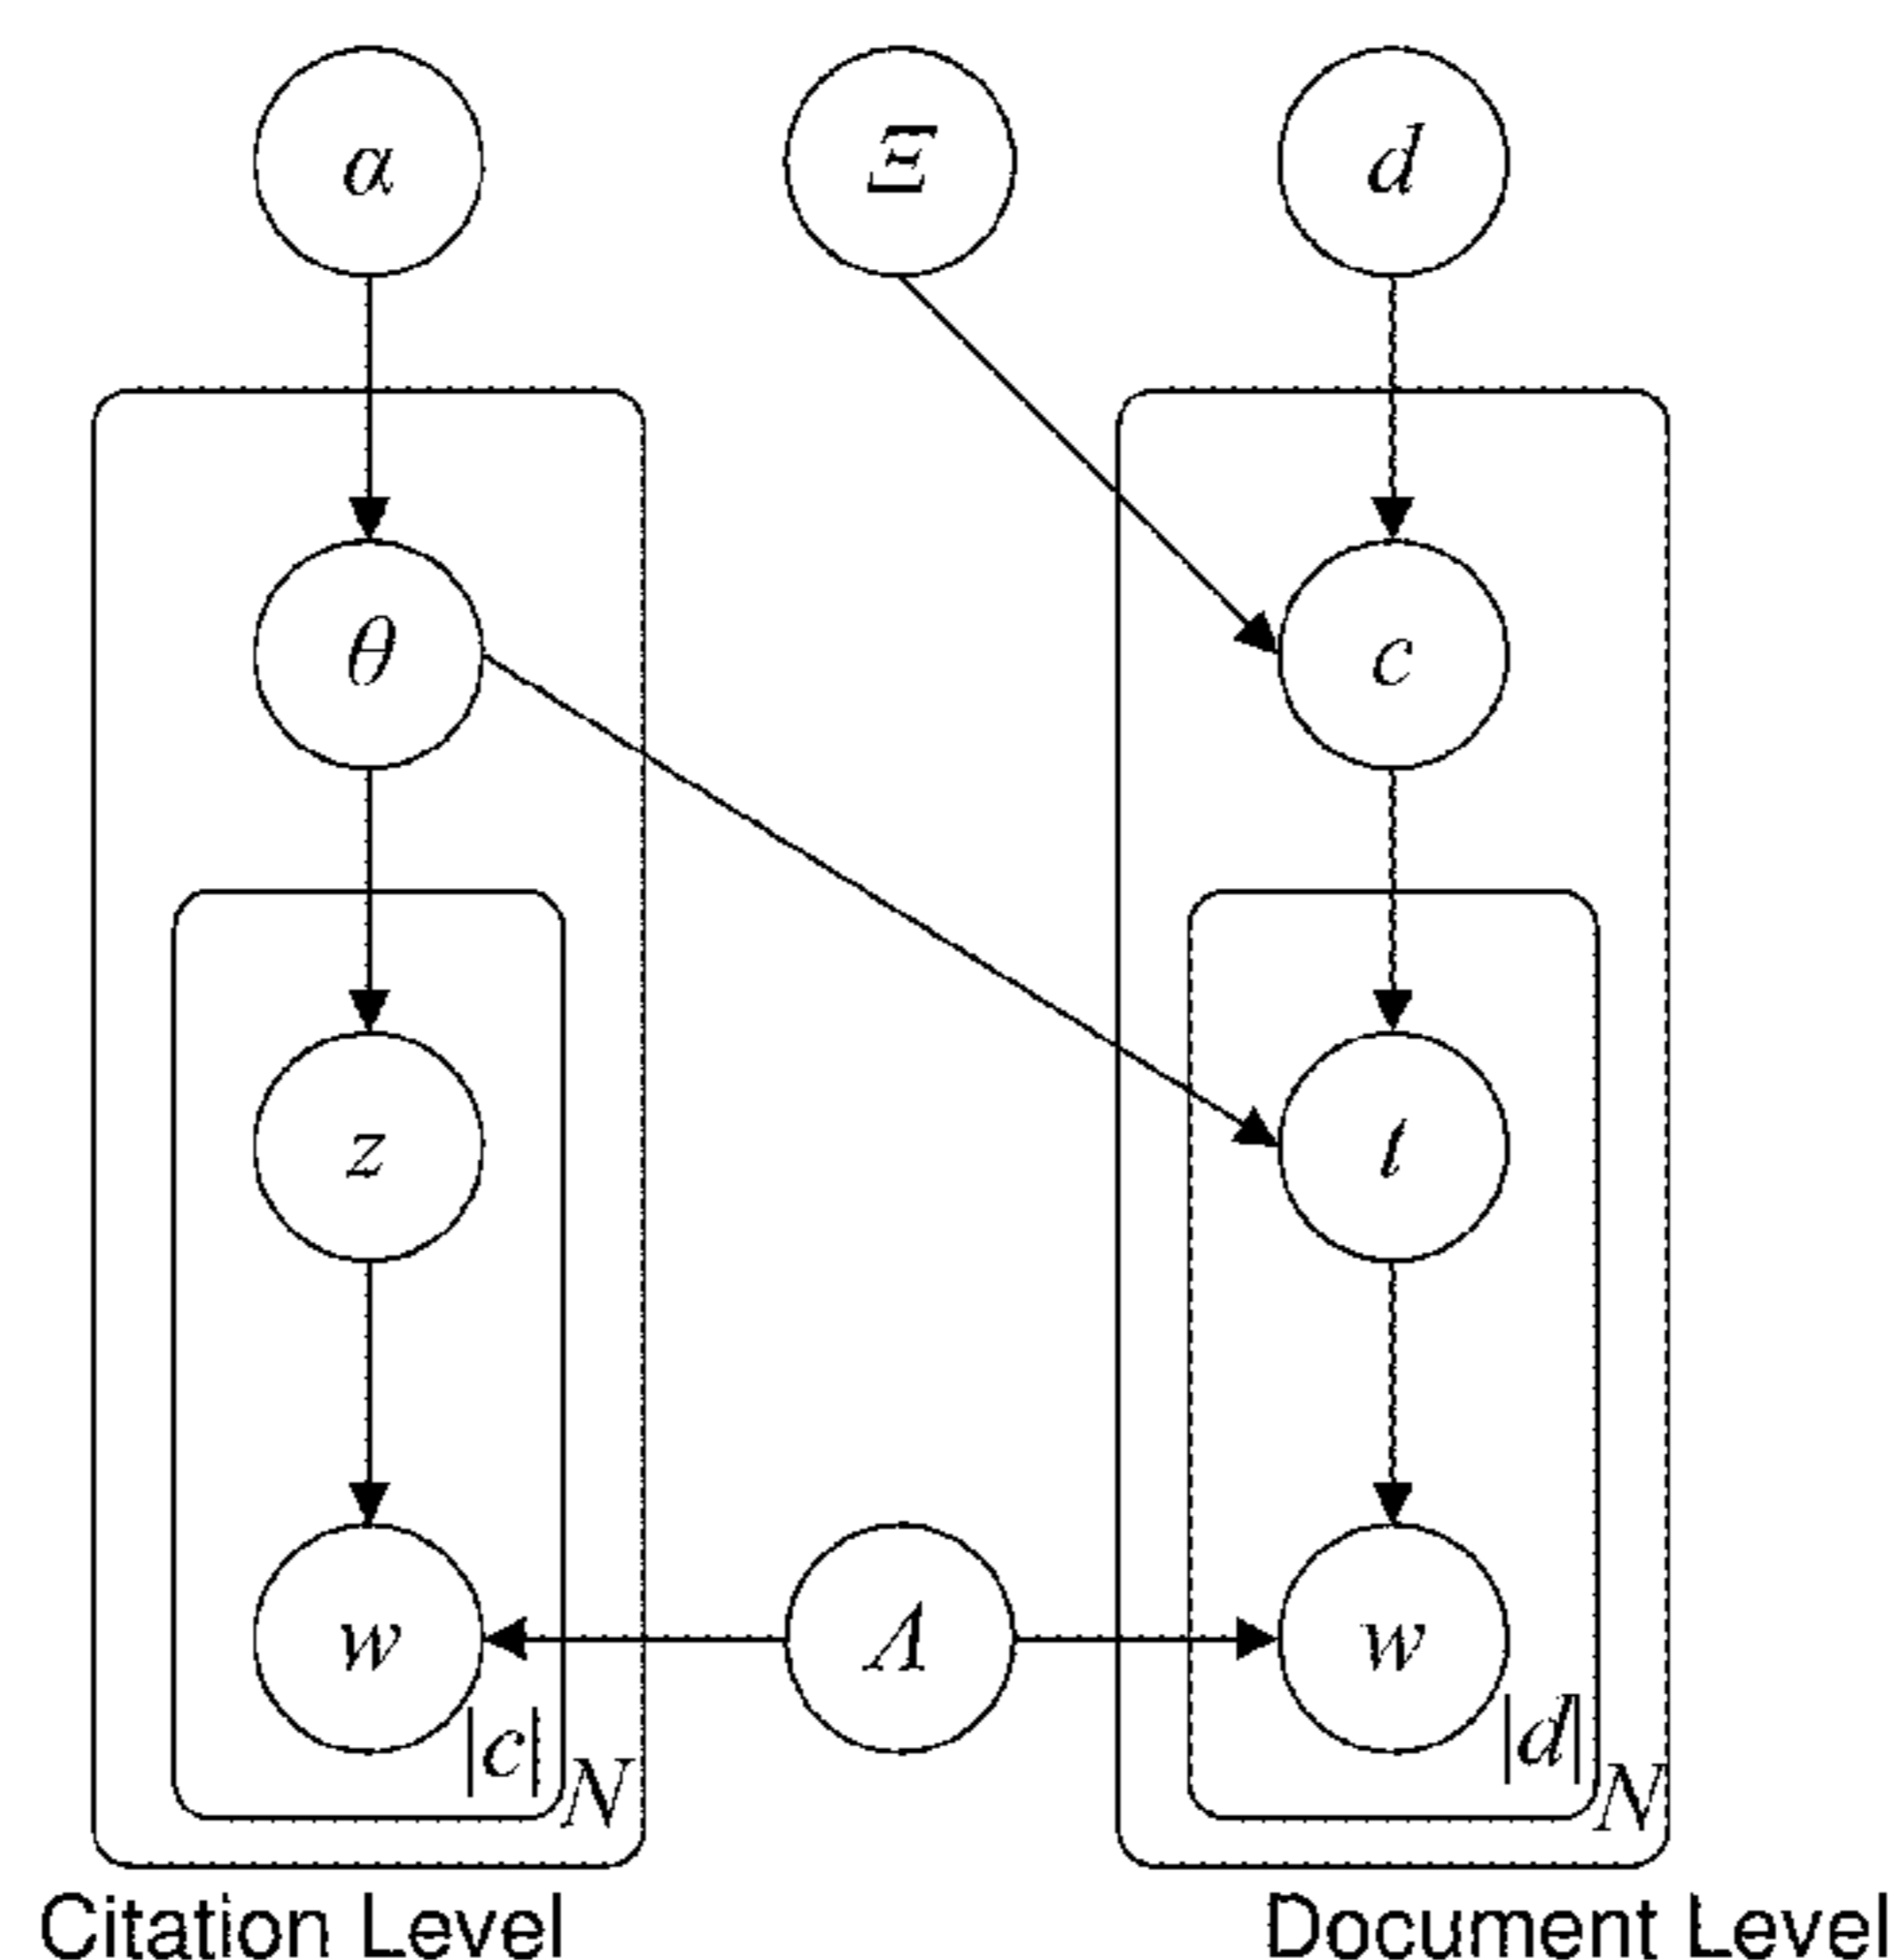 α Ξ d
θ c
z t
w Λ w
|c| |d|
N N
Citation Level Document Level